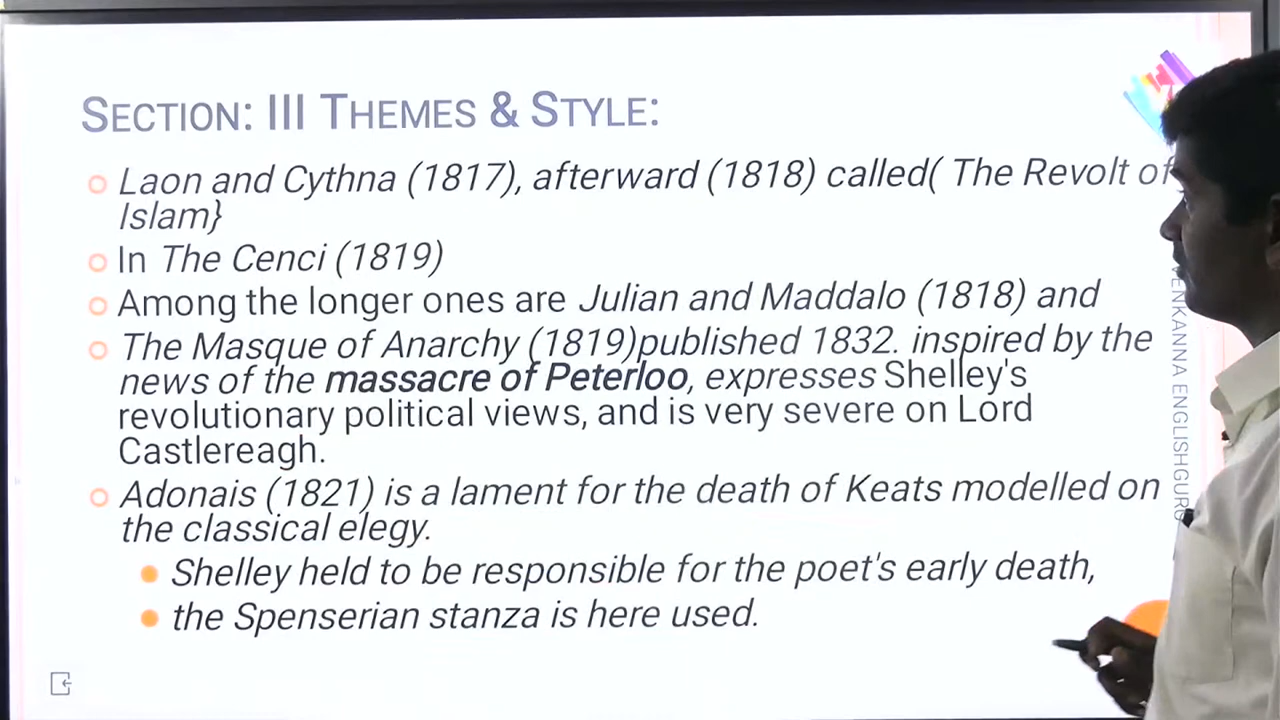 SECTION: III THEMES & STYLE:
Laon and Cythna (1817), afterward (1818) called( The Revolt of
Islam}
In The Cenci (1819)
Among the longer ones are Julian and Maddalo (1818) and
The Masque of Anarchy (1819)published 1832. inspired by the
news of the massacre of Peterloo, expresses Shelley's
revolutionary political views, and is very severe on Lord
Castlereagh.
Adonais (1821) is a lament for the death of Keats modelled on
the classical elegy.
Shelley held to be responsible for the poet's early death,
the Spenserian stanza is here used.
VENKANNA ENGLISHGURU